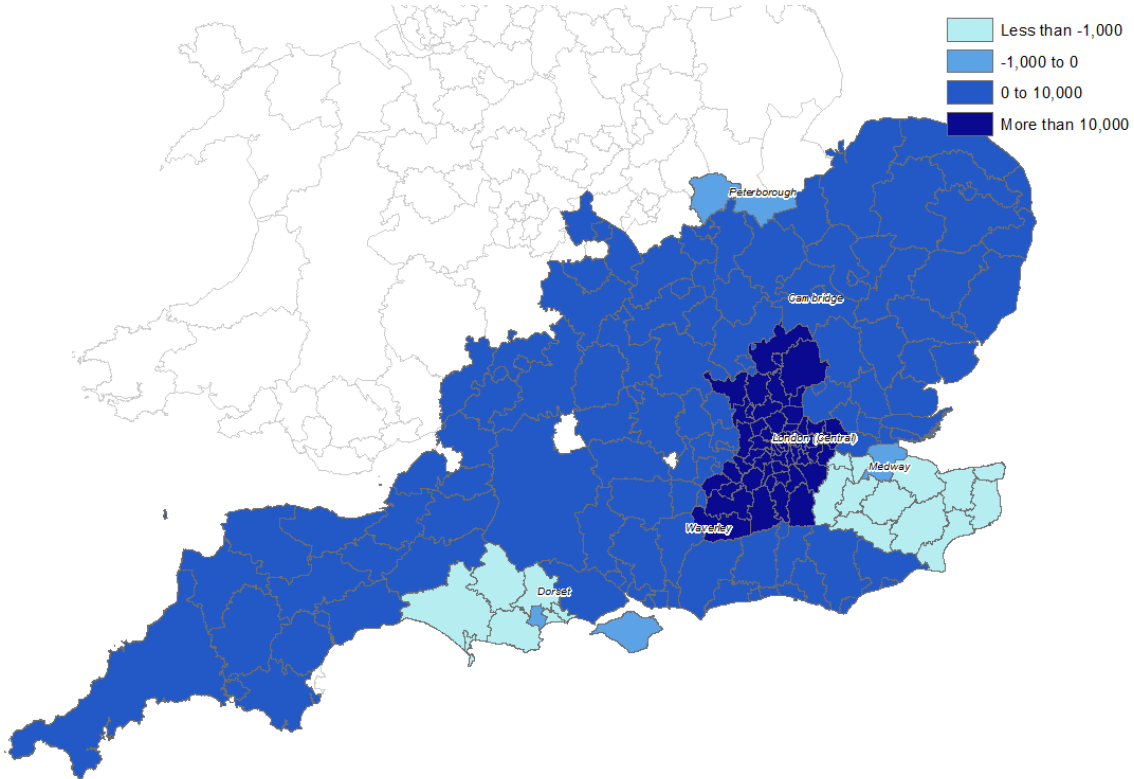 Less than -1,000
-1,000 to 0
0 to 10,000
More than 10,000
Peterborough
Cambridge
London (Central)
Medway
Waverley
Dorset